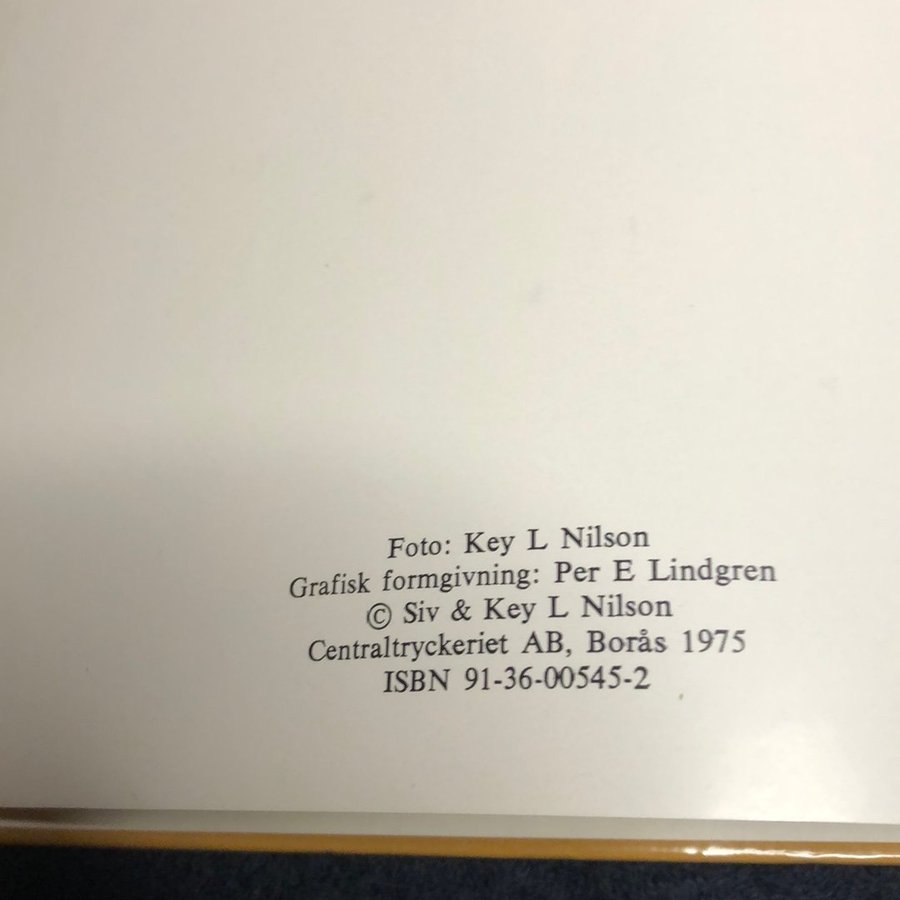 Foto: Key L Nilson
Grafisk formgivning: Per E Lindgren
© Siv & Key L Nilson
Centraltryckeriet AB, Borås 1975
ISBN 91-36-00545-2